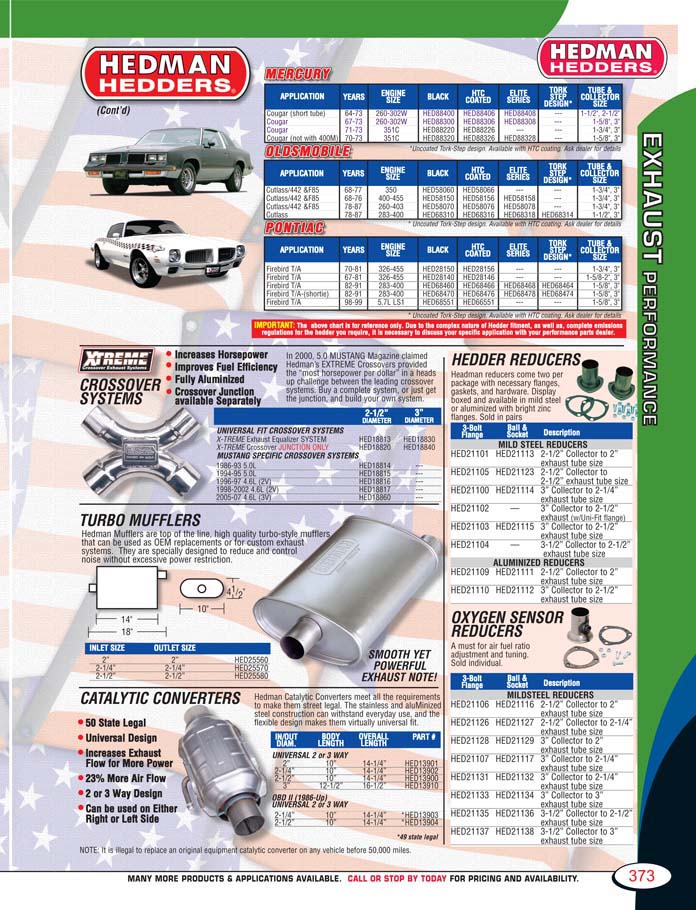 HEDMAN
HEDDERS®
(Cont'd)
HEDMAN
HEDDERS®
MERCURY
APPLICATION YEARS ENGINE SIZE BLACK HTC COATED ELITE SERIES TORK STEP DESIGN* TUBE & COLLECTOR SIZE
Cougar (short tube) 64-73 260-302W HED88400 HED88406 HED88408 --- 1-1/2", 2-1/2"
Cougar 67-73 260-302W HED88300 HED88306 HED88308 --- 1-5/8", 3"
Cougar 71-73 351C HED88220 HED88226 --- --- 1-3/4", 3"
Cougar (not with 400M) 70-73 351C HED88320 HED88326 HED88328 --- 1-5/8", 3"
*Uncoated Tork-Step design. Available with HTC coating. Ask dealer for details
OLDSMOBILE
APPLICATION YEARS ENGINE SIZE BLACK HTC COATED ELITE SERIES TORK STEP DESIGN* TUBE & COLLECTOR SIZE
Cutlass/442 &F85 68-77 350 HED58060 HED58066 --- --- 1-3/4", 3"
Cutlass/442 &F85 68-76 400-455 HED58150 HED58156 HED58158 --- 1-3/4", 3"
Cutlass/442 &F85 78-87 260-403 HED58070 HED58076 HED58078 --- 1-3/4", 3"
Cutlass 78-87 283-400 HED68310 HED68316 HED68318 HED68314 1-1/2", 3"
* Uncoated Tork-Step design. Available with HTC coating. Ask dealer for details
PONTIAC
APPLICATION YEARS ENGINE SIZE BLACK HTC COATED ELITE SERIES TORK STEP DESIGN* TUBE & COLLECTOR SIZE
Firebird T/A 70-81 326-455 HED28150 HED28156 --- --- 1-3/4", 3"
Firebird T/A 67-81 326-455 HED28140 HED28146 --- --- 1-5/8-2", 3"
Firebird T/A 82-91 283-400 HED68460 HED68466 HED68468 HED68464 1-5/8", 3"
Firebird T/A-(shortie) 82-91 283-400 HED68470 HED68476 HED68478 HED68474 1-5/8", 3"
Firebird T/A 98-99 5.7L LS1 HED66551 HED66551 --- --- 1-5/8", 3"
* Uncoated Tork-Step design. Available with HTC coating. Ask dealer for details
IMPORTANT: The above chart is for reference only. Due to the complex nature of Hedder fitment, as well as, complete emissions
regulations for the hedder you require, it is necessary to discuss your specific application with your performance parts dealer.
EXHAUST PERFORMANCE
XTREME
Crossover Exhaust Systems
CROSSOVER
SYSTEMS
• Increases Horsepower
• Improves Fuel Efficiency
• Fully Aluminized
• Crossover Junction
available Separately
In 2000, 5.0 MUSTANG Magazine claimed
Hedman's EXTREME Crossovers provided
the "most horsepower per dollar" in a heads
up challenge between the leading crossover
systems. Buy a complete system, or just get
the junction, and build your own system.
2-1/2" DIAMETER 3" DIAMETER
UNIVERSAL FIT CROSSOVER SYSTEMS
X-TREME Exhaust Equalizer SYSTEM HED18813 HED18830
X-TREME Crossover JUNCTION ONLY HED18820 HED18840
MUSTANG SPECIFIC CROSSOVER SYSTEMS
1986-93 5.0L HED18814 ---
1994-95 5.0L HED18815 ---
1996-97 4.6L (2V) HED18816 ---
1998-2002 4.6L (2V) HED18817 ---
2005-07 4.6L (3V) HED18860 ---
TURBO MUFFLERS
Hedman Mufflers are top of the line, high quality turbo-style mufflers
that can be used as OEM replacements or for custom exhaust
systems. They are specially designed to reduce and control
noise without excessive power restriction.
4 1/2"
10"
14"
18"
INLET SIZE OUTLET SIZE
2" 2" HED25560
2-1/4" 2-1/4" HED25570
2-1/2" 2-1/2" HED25580
SMOOTH YET
POWERFUL
EXHAUST NOTE!
CATALYTIC CONVERTERS
• 50 State Legal
• Universal Design
• Increases Exhaust
Flow for More Power
• 23% More Air Flow
• 2 or 3 Way Design
• Can be used on Either
Right or Left Side
Hedman Catalytic Converters meet all the requirements
to make them street legal. The stainless and aluMinized
steel construction can withstand everyday use, and the
flexible design makes them virtually universal fit.
IN/OUT DIAM. BODY LENGTH OVERALL LENGTH PART #
UNIVERSAL 2 or 3 WAY
2" 10" 14-1/4" HED13901
2-1/4" 10" 14-1/4" HED13902
2-1/2" 10" 14-1/4" HED13900
3" 12-1/2" 16-1/2" HED13910
OBD II (1986-Up)
UNIVERSAL 2 or 3 WAY
2-1/4" 10" 14-1/4" *HED13903
2-1/2" 10" 14-1/4" *HED13904
*49 state legal
NOTE: It is illegal to replace an original equipment catalytic converter on any vehicle before 50,000 miles.
HEDDER REDUCERS
Headman reducers come two per
package with necessary flanges,
gaskets, and hardware. Display
boxed and available in mild steel
or aluminized with bright zinc
flanges. Sold in pairs
3-Bolt Flange Ball & Socket Description
MILD STEEL REDUCERS
HED21101 HED21113 2-1/2" Collector to 2"
exhaust tube size
HED21105 HED21123 2-1/2" Collector to
2-1/2" exhaust tube size
HED21100 HED21114 3" Collector to 2-1/4"
exhaust tube size
HED21102 — 3" Collector to 2-1/2"
exhaust (w/Uni-Fit flange)
HED21103 HED21115 3" Collector to 2-1/2"
exhaust tube size
HED21104 — 3-1/2" Collector to 2-1/2"
exhaust tube size
ALUMINIZED REDUCERS
HED21109 HED21111 2-1/2" Collector to 2"
exhaust tube size
HED21110 HED21112 3" Collector to 2-1/2"
exhaust tube size
OXYGEN SENSOR
REDUCERS
A must for air fuel ratio
adjustment and tuning.
Sold individual.
3-Bolt Flange Ball & Socket Description
MILDSTEEL REDUCERS
HED21106 HED21116 2-1/2" Collector to 2"
exhaust tube size
HED21126 HED21127 2-1/2" Collector to 2-1/4"
exhaust tube size
HED21128 HED21129 3" Collector to 2"
exhaust tube size
HED21107 HED21117 3" Collector to 2-1/4"
exhaust tube size
HED21131 HED21132 3" Collector to 2-1/4"
exhaust tube size
HED21133 HED21134 3" Collector to 3"
exhaust tube size
HED21135 HED21136 3-1/2" Collector to 2-1/2"
exhaust tube size
HED21137 HED21138 3-1/2" Collector to 3"
exhaust tube size
MANY MORE PRODUCTS & APPLICATIONS AVAILABLE. CALL OR STOP BY TODAY FOR PRICING AND AVAILABILITY.
373